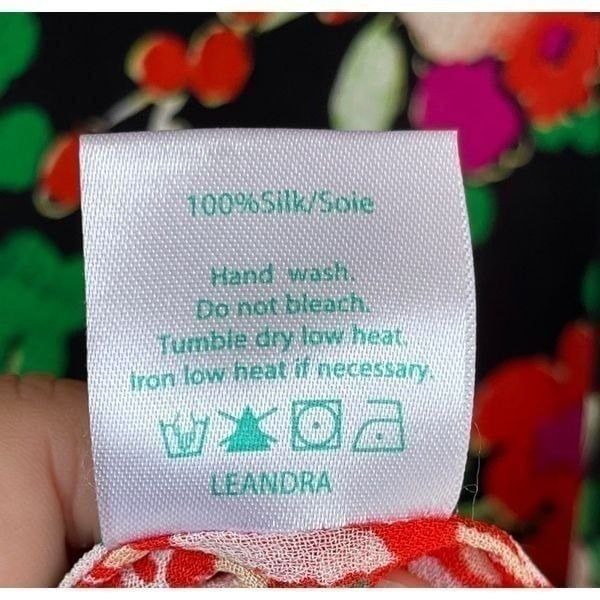 100%Silk/Soie
Hand wash.
Do not bleach.
Tumble dry low heat.
Iron low heat if necessary.
LEANDRA